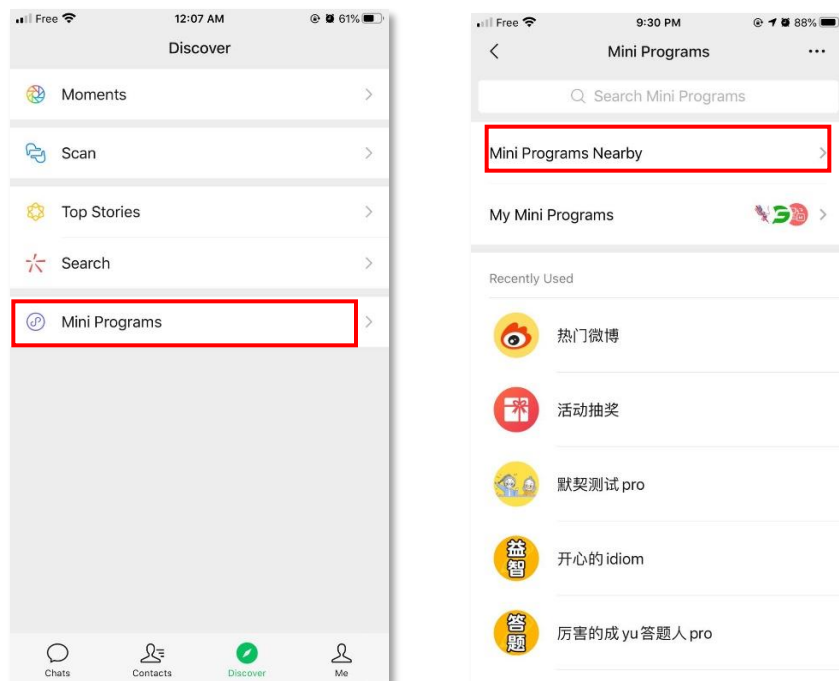 Free 12:07 AM 61%
Discover
Moments
Scan
Top Stories
Search
Mini Programs
Chats Contacts Discover Me
Free 9:30 PM 88%
Mini Programs
Search Mini Programs
Mini Programs Nearby
My Mini Programs
Recently Used
热门微博
活动抽奖
默契测试 pro
益智
开心的 idiom
答题
厉害的成 yu 答题人 pro